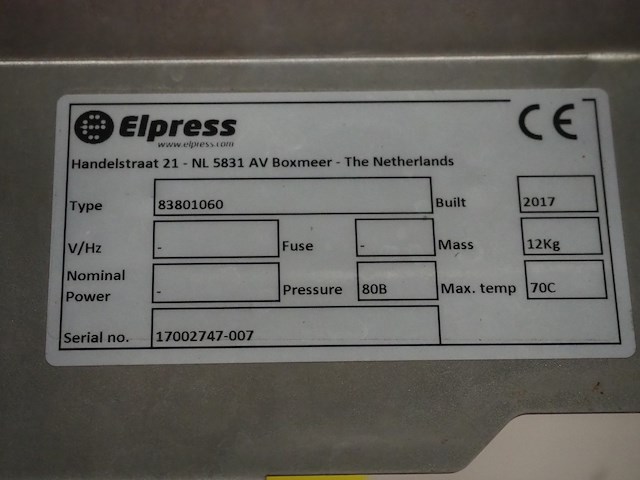 Elpress CE
www.elpress.com
Handelstraat 21 - NL 5831 AV Boxmeer - The Netherlands
Type 83801060 Built 2017
V/Hz - Fuse - Mass 12Kg
Nominal Power - Pressure 80B Max. temp 70C
Serial no. 17002747-007